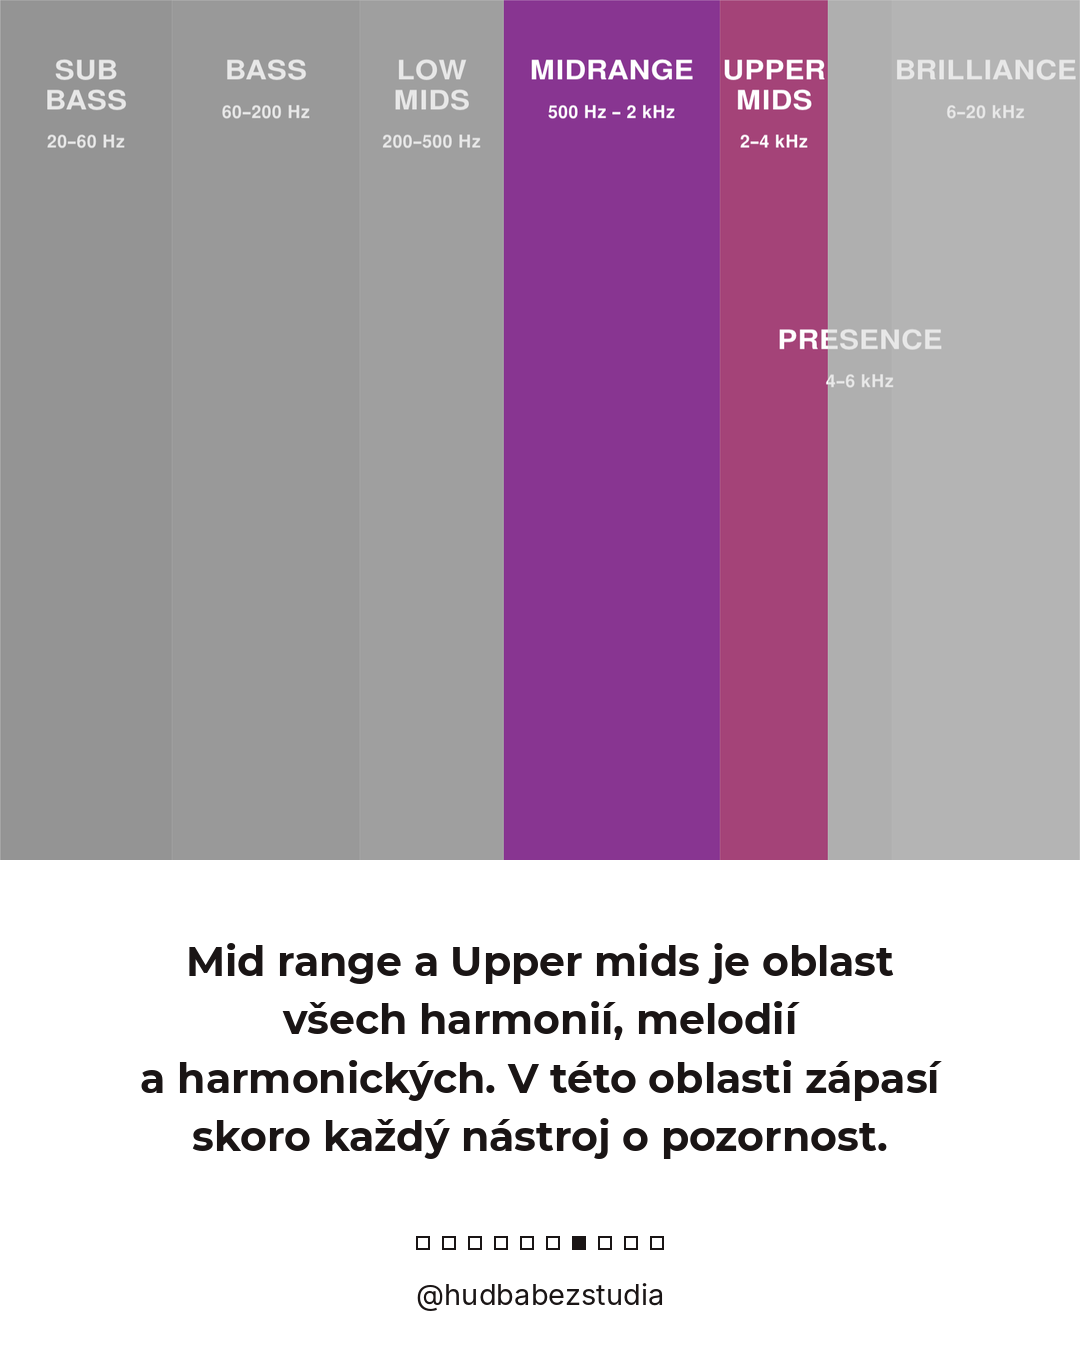 SUB
BASS
20–60 Hz
BASS
60–200 Hz
LOW
MIDS
200–500 Hz
MIDRANGE
500 Hz – 2 kHz
UPPER
MIDS
2–4 kHz
PRESENCE
4–6 kHz
BRILLIANCE
6–20 kHz
Mid range a Upper mids je oblast
všech harmonií, melodií
a harmonických. V této oblasti zápasí
skoro každý nástroj o pozornost.
@hudbabezstudia